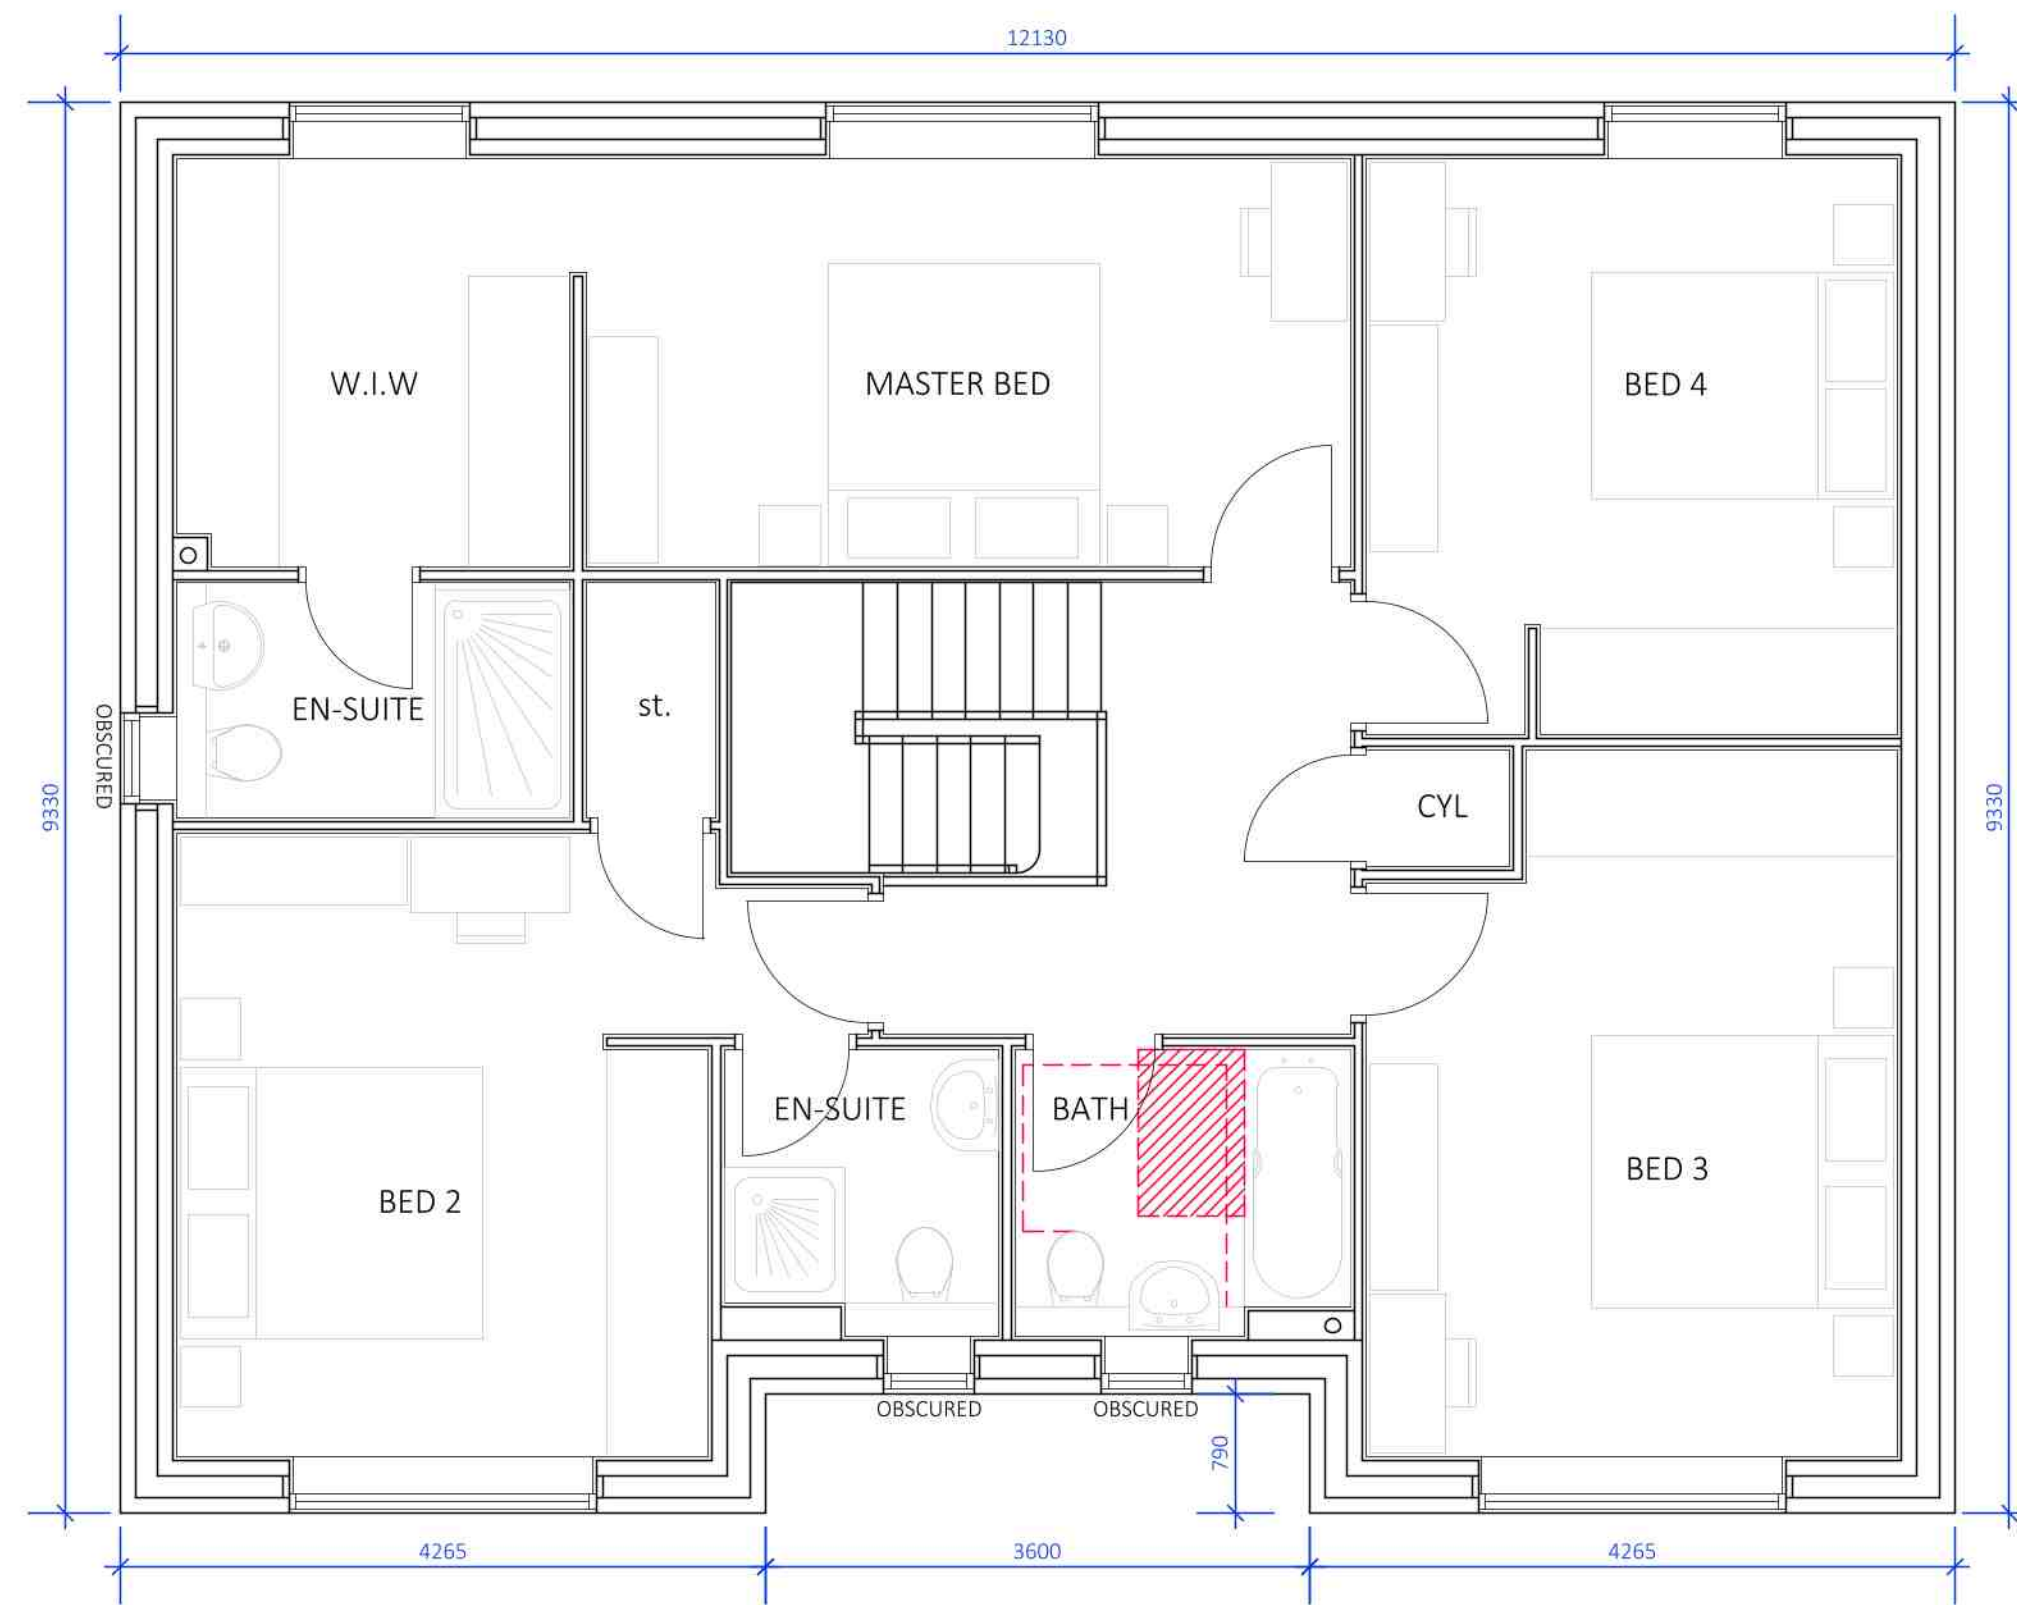 12130
W.I.W
MASTER BED
BED 4
EN-SUITE
st.
OBSCURED
9330
CYL
9330
EN-SUITE
BATH
BED 3
BED 2
OBSCURED
OBSCURED
790
4265
3600
4265